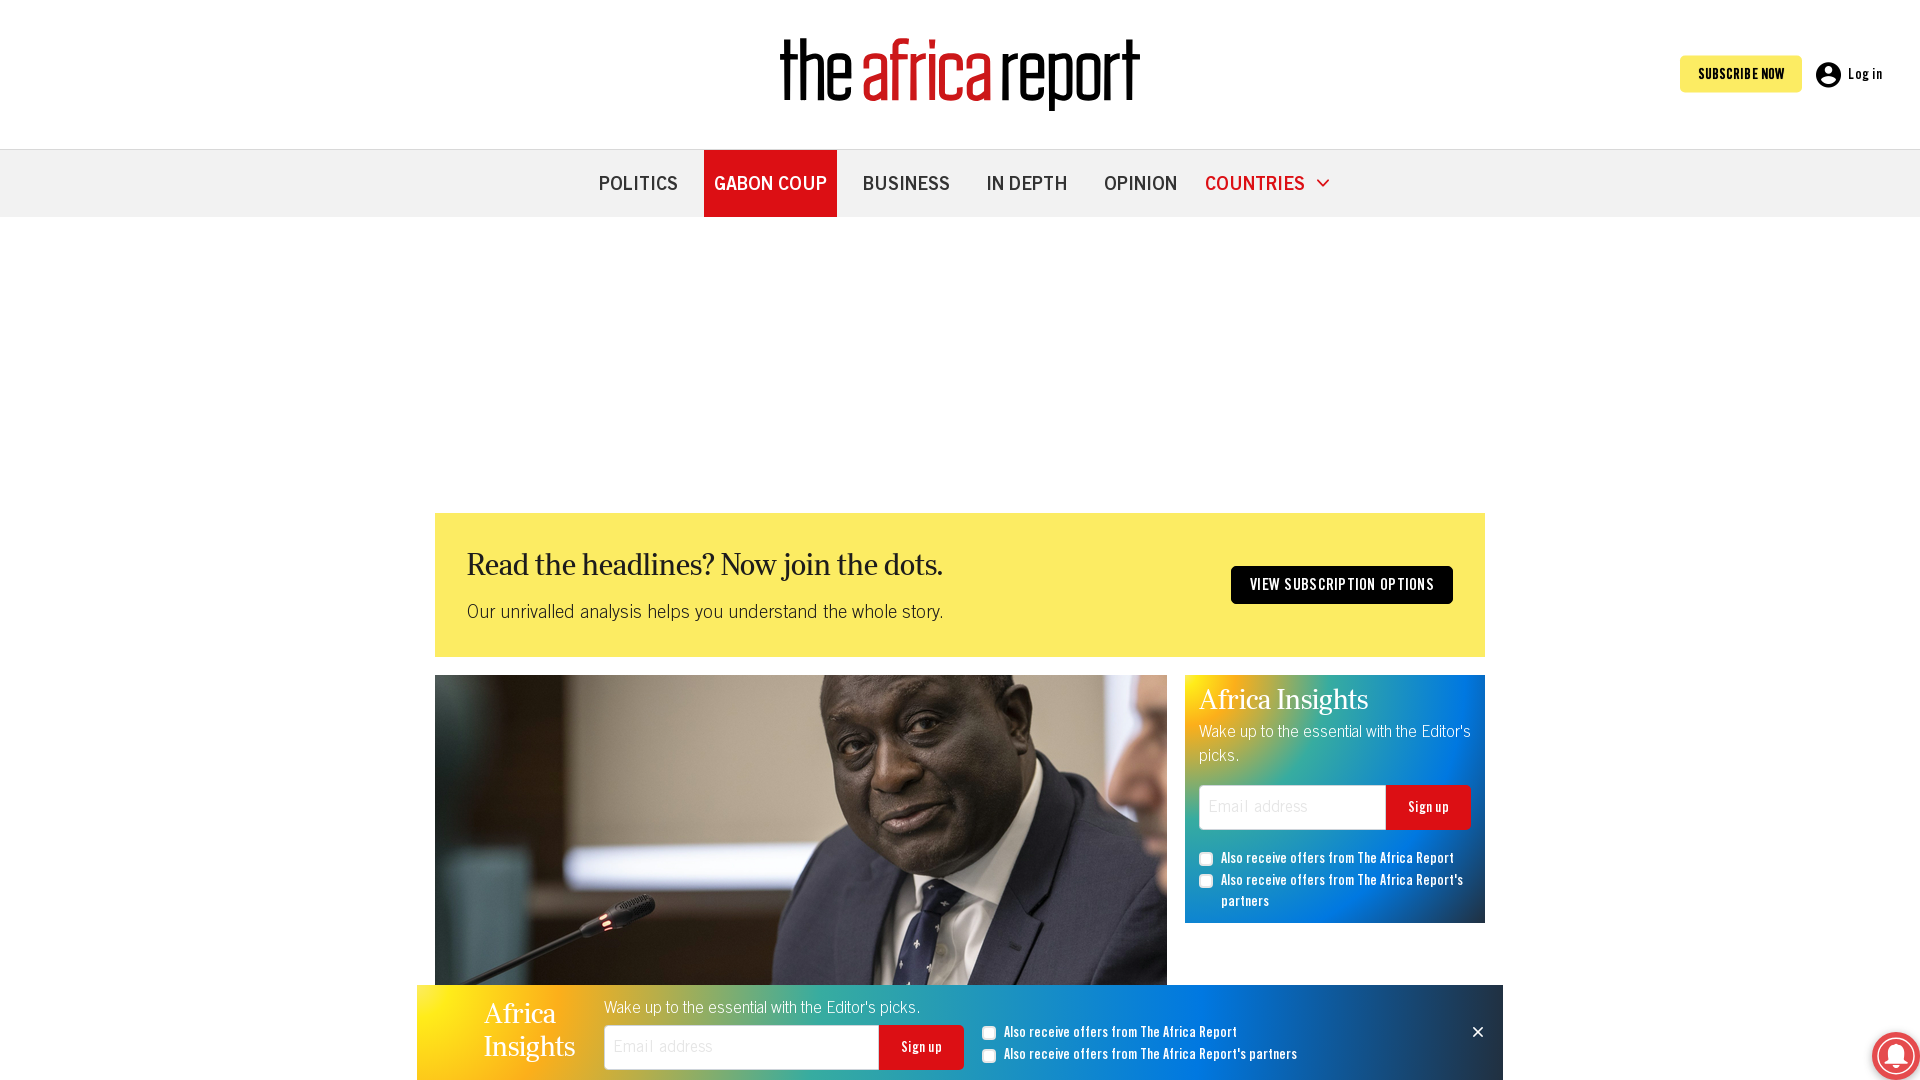 the africa report
SUBSCRIBE NOW
Log in
POLITICS
GABON COUP
BUSINESS
IN DEPTH
OPINION
COUNTRIES
Read the headlines? Now join the dots.
Our unrivalled analysis helps you understand the whole story.
VIEW SUBSCRIPTION OPTIONS
Africa Insights
Wake up to the essential with the Editor's
picks.
Email address
Sign up
Also receive offers from The Africa Report
Also receive offers from The Africa Report's
partners
Africa
Insights
Wake up to the essential with the Editor's picks.
Email address
Sign up
Also receive offers from The Africa Report
Also receive offers from The Africa Report's partners